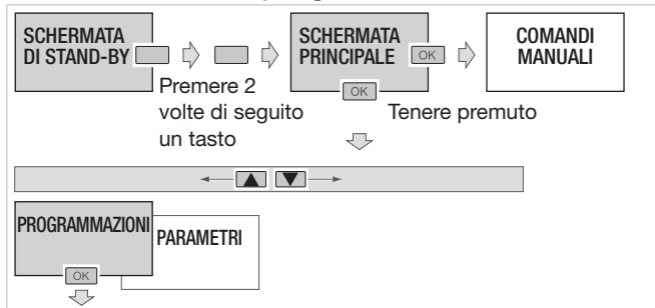 SCHERMATA
DI STAND-BY
SCHERMATA
PRINCIPALE
OK
COMANDI
MANUALI
Premere 2
volte di seguito
un tasto
OK
Tenere premuto
PROGRAMMAZIONI
PARAMETRI
OK